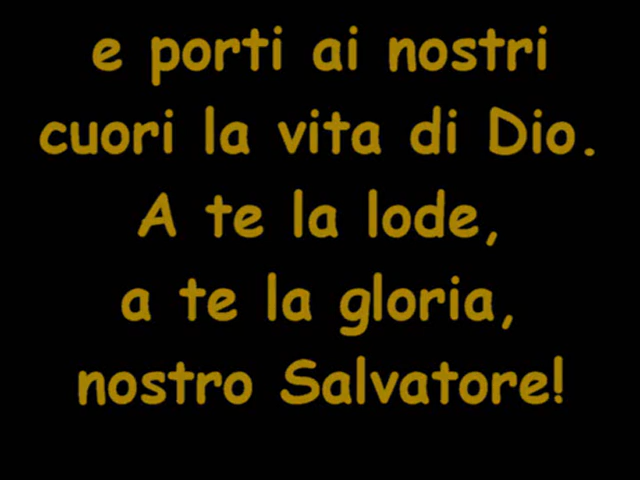 e porti ai nostri
cuori la vita di Dio.
A te la lode,
a te la gloria,
nostro Salvatore!